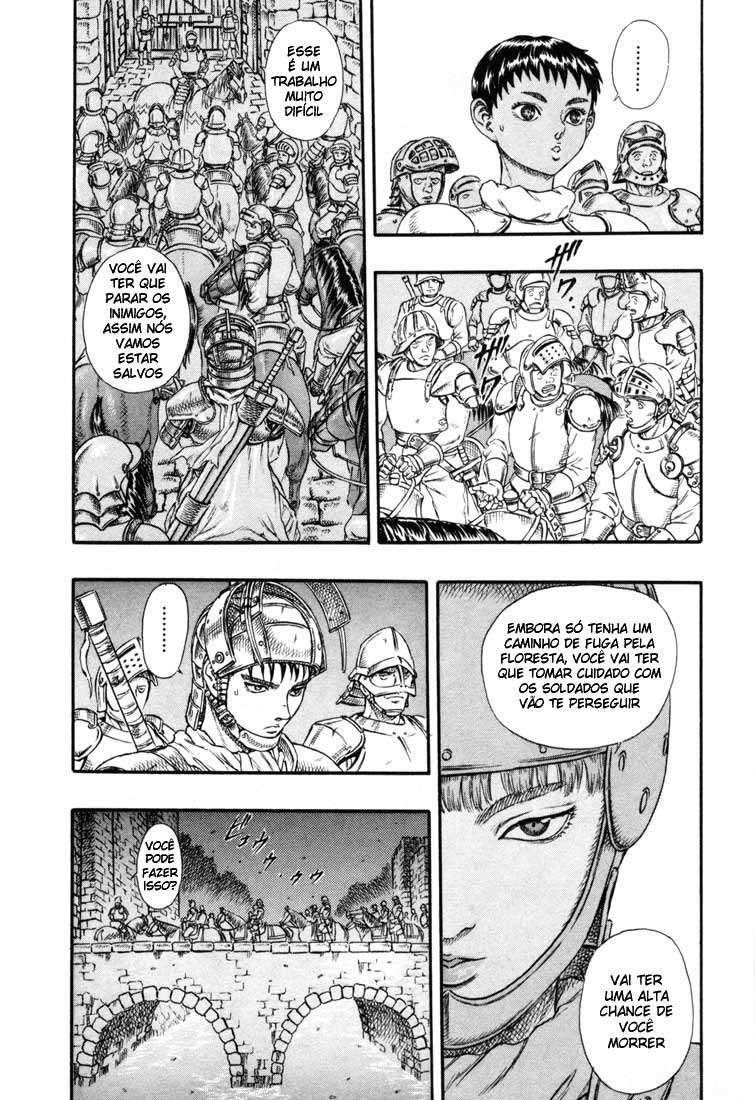 .........
ESSE
É UM
TRABALHO
MUITO
DIFÍCIL
VOCÊ VAI
TER QUE
PARAR OS
INIMIGOS,
ASSIM NÓS
VAMOS
ESTAR
SALVOS
EMBORA SÓ TENHA UM
CAMINHO DE FUGA PELA
FLORESTA, VOCÊ VAI TER
QUE TOMAR CUIDADO COM
OS SOLDADOS QUE
VÃO TE PERSEGUIR
VAI TER
UMA ALTA
CHANCE DE
VOCÊ
MORRER
.........
VOCÊ
PODE
FAZER
ISSO?